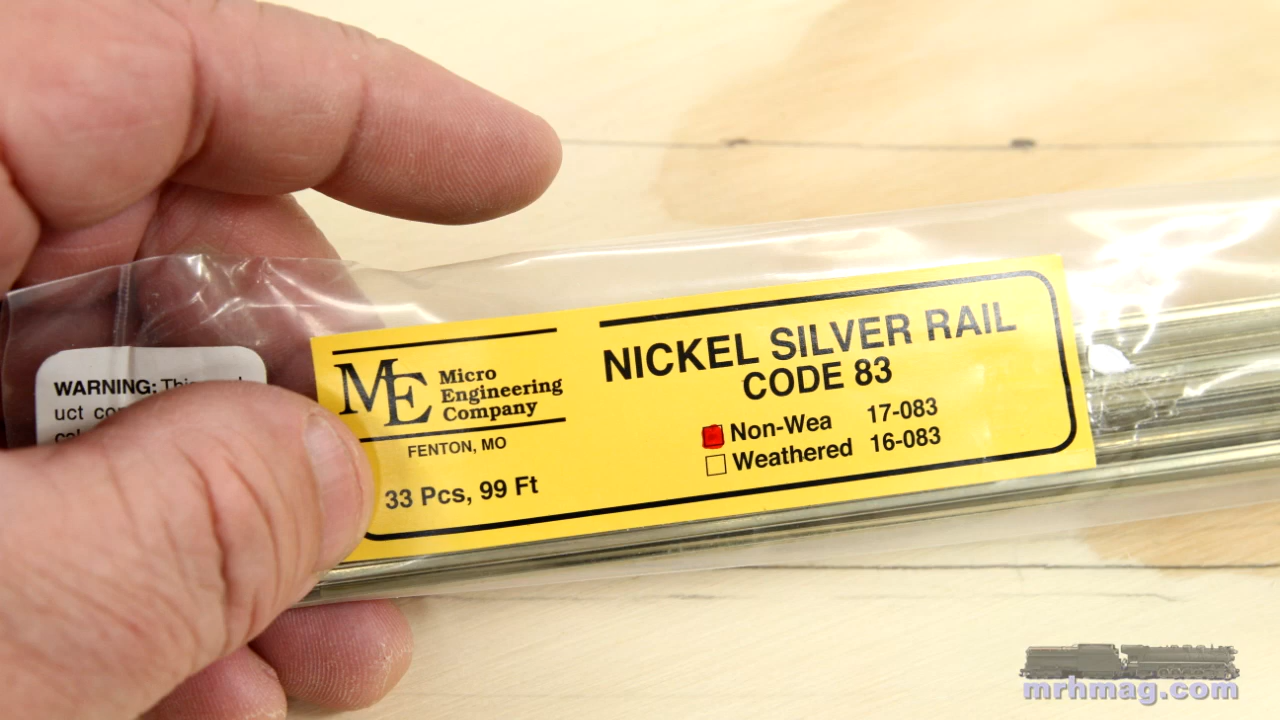 WARNING:
uct
ME
Micro
Engineering
Company
FENTON, MO
33 Pcs, 99 Ft
NICKEL SILVER RAIL
CODE 83
Non-Wea 17-083
Weathered 16-083
mrhmag.com